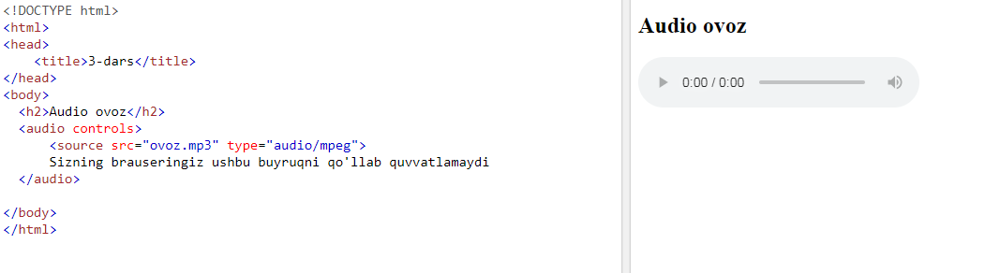 <!DOCTYPE html>
<html>
<head>
    <title>3-dars</title>
</head>
<body>
  <h2>Audio ovoz</h2>
  <audio controls>
      <source src="ovoz.mp3" type="audio/mpeg">
      Sizning brauseringiz ushbu buyruqni qo'llab quvvatlamaydi
  </audio>
</body>
</html>
Audio ovoz
0:00 / 0:00